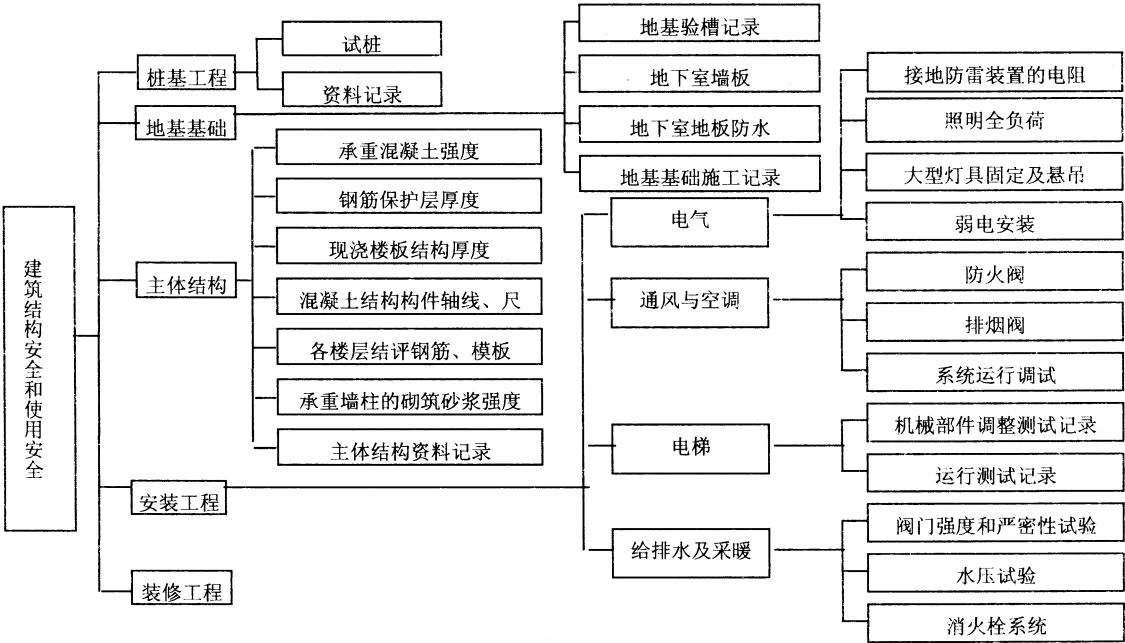 建筑结构安全和使用安全
桩基工程
试桩
资料记录
地基基础
地基验槽记录
地下室墙板
地下室地板防水
地基基础施工记录
主体结构
承重混凝土强度
钢筋保护层厚度
现浇楼板结构厚度
混凝土结构构件轴线、尺
各楼层结评钢筋、模板
承重墙柱的砌筑砂浆强度
主体结构资料记录
安装工程
电气
接地防雷装置的电阻
照明全负荷
大型灯具固定及悬吊
弱电安装
通风与空调
防火阀
排烟阀
系统运行调试
电梯
机械部件调整测试记录
运行测试记录
给排水及采暖
阀门强度和严密性试验
水压试验
消火栓系统
装修工程